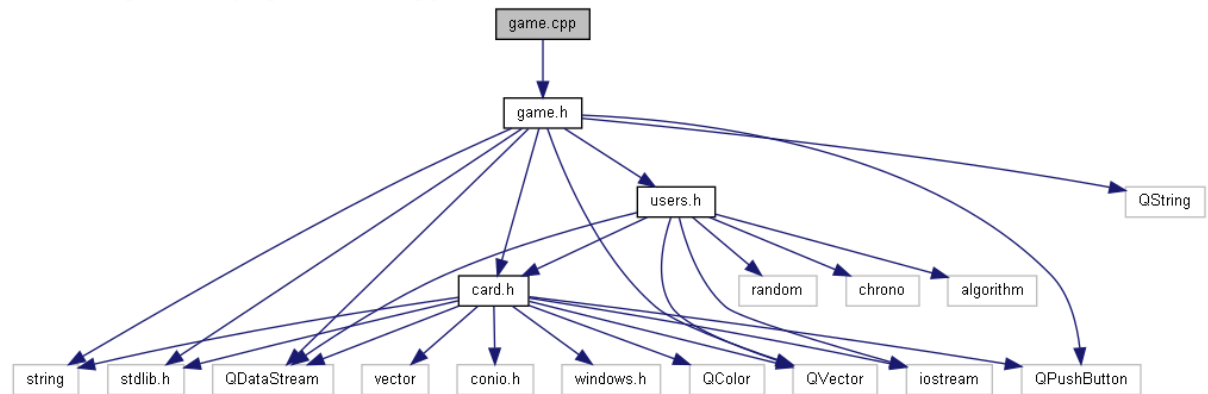 game.cpp
game.h
users.h
QString
card.h
random
chrono
algorithm
string
stdlib.h
QDataStream
vector
conio.h
windows.h
QColor
QVector
iostream
QPushButton